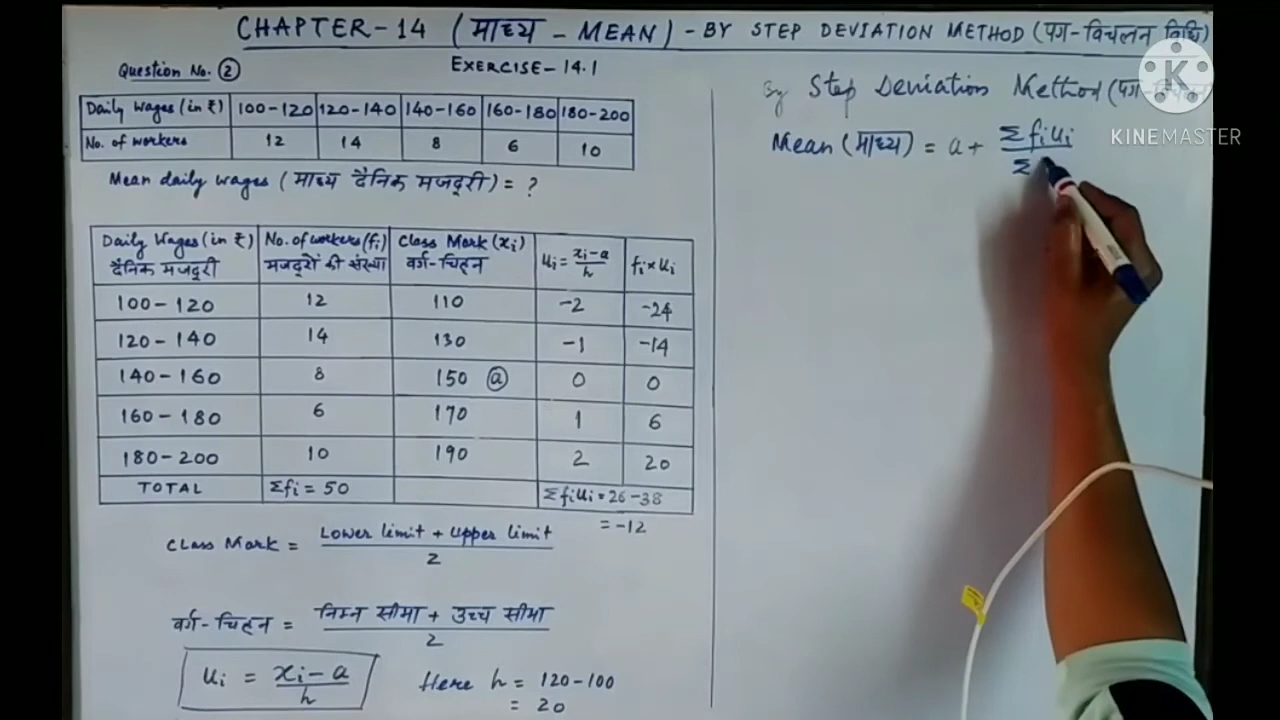 CHAPTER-14 (माध्य - MEAN) - BY STEP DEVIATION METHOD (पग-विचलन विधि)
EXERCISE-14.1
Question No. ②
Daily Wages (in ₹) 100-120 120-140 140-160 160-180 180-200
No. of workers 12 14 8 6 10
Mean daily wages (माध्य दैनिक मजदूरी) = ?
Daily Wages (in ₹) No. of workers (fi) Class Mark (xi) ui = (xi-a)/h fi × ui
दैनिक मजदूरी मजदूरों की संख्या वर्ग-चिहन
100-120 12 110 -2 -24
120-140 14 130 -1 -14
140-160 8 150 ⓐ 0 0
160-180 6 170 1 6
180-200 10 190 2 20
TOTAL Σfi = 50 Σfiui = 26-38
= -12
Class Mark = (Lower limit + Upper limit)/2
वर्ग-चिहन = (निम्न सीमा + उच्च सीमा)/2
ui = (xi-a)/h
Here h = 120-100
= 20
By Step Deviation Method (पग-
Mean (माध्य) = a + Σfiui
Σ
KINEMASTER